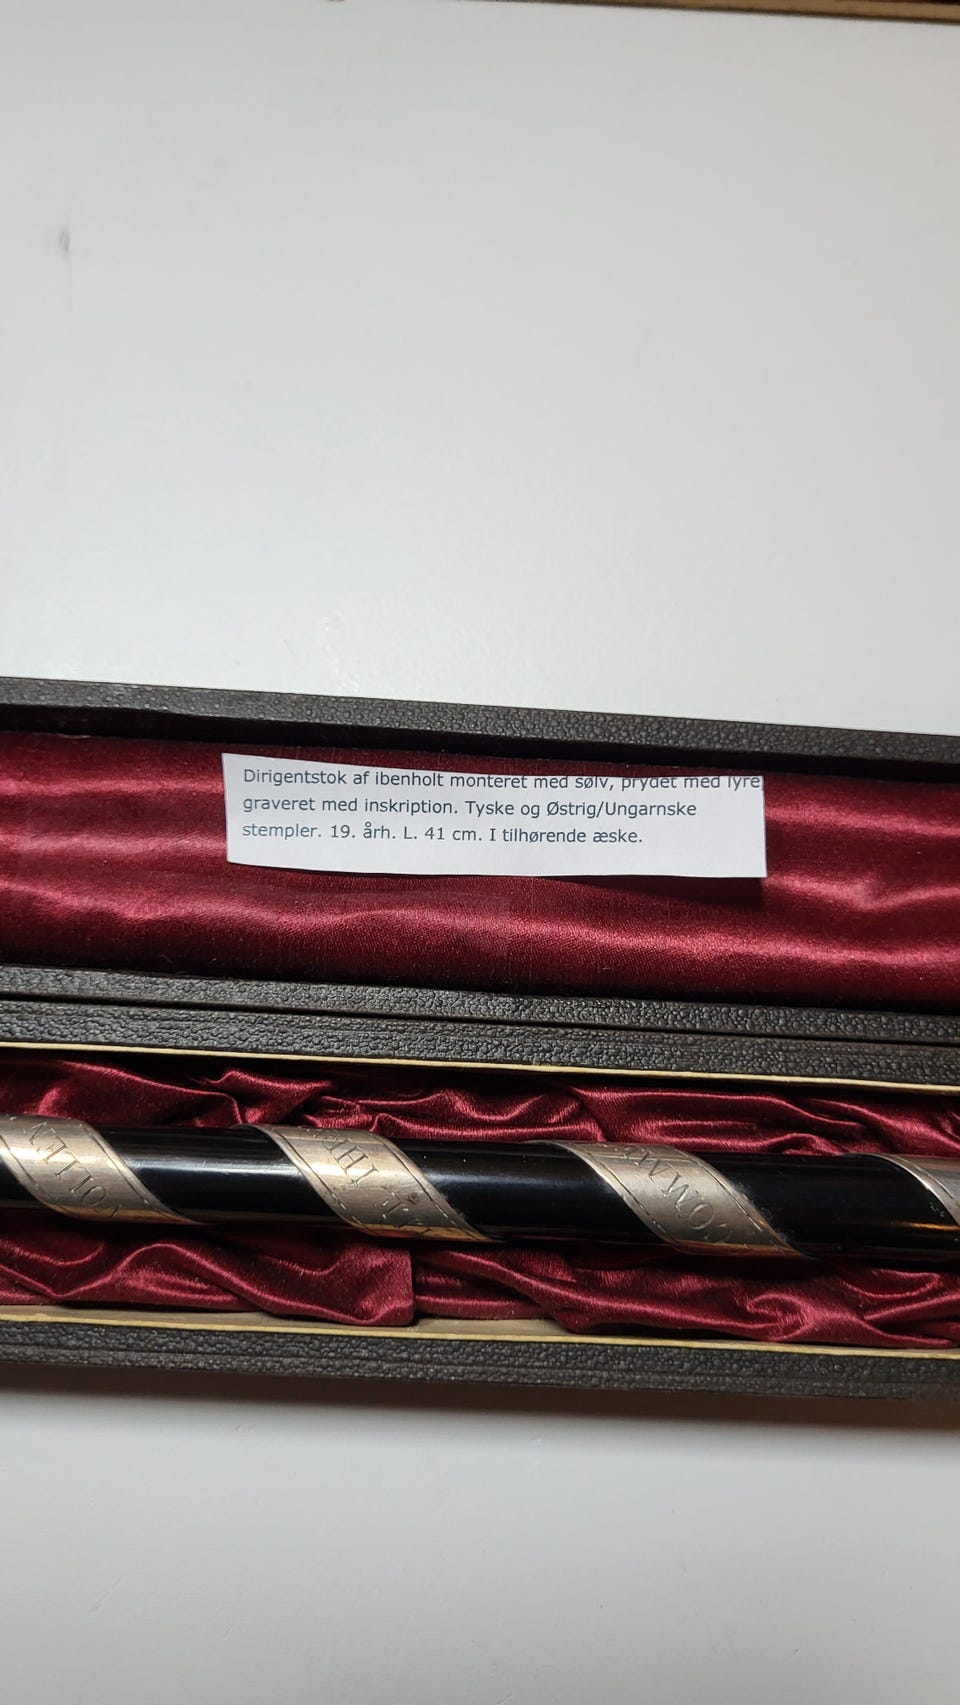 Dirigentstok af ibenholt monteret med sølv, prydet med lyre,
graveret med inskription. Tyske og Østrig/Ungarnske
stempler. 19. årh. L. 41 cm. I tilhørende æske.
IHR